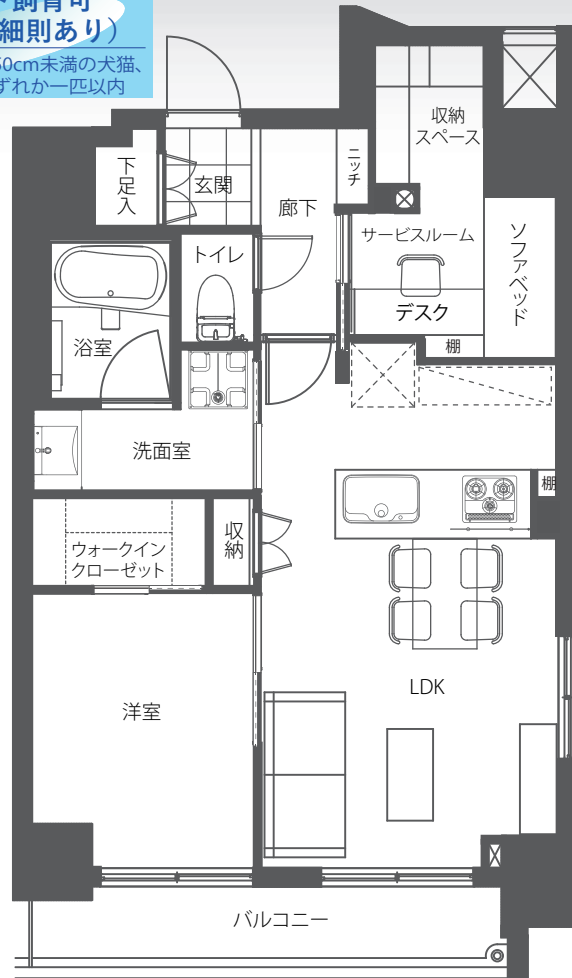 飼育可
細則あり）
50cm未満の犬猫、
ずれか一匹以内
収納
スペース
下足入
玄関
ニッチ
廊下
トイレ
サービスルーム
ソファベッド
デスク
棚
浴室
洗面室
棚
収納
ウォークイン
クローゼット
LDK
洋室
バルコニー